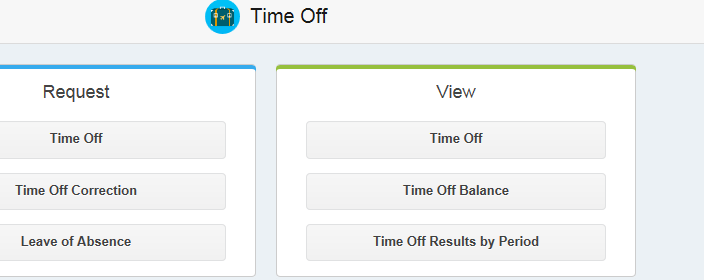 Time Off
Request
Time Off
Time Off Correction
Leave of Absence
View
Time Off
Time Off Balance
Time Off Results by Period